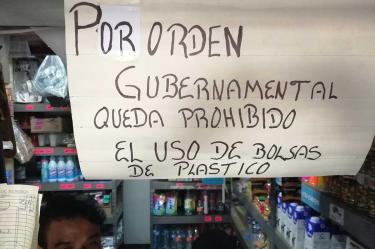 POR ORDEN
GUBERNAMENTAL
QUEDA PROHIBIDO
EL USO DE BOLSAS
DE PLASTICO